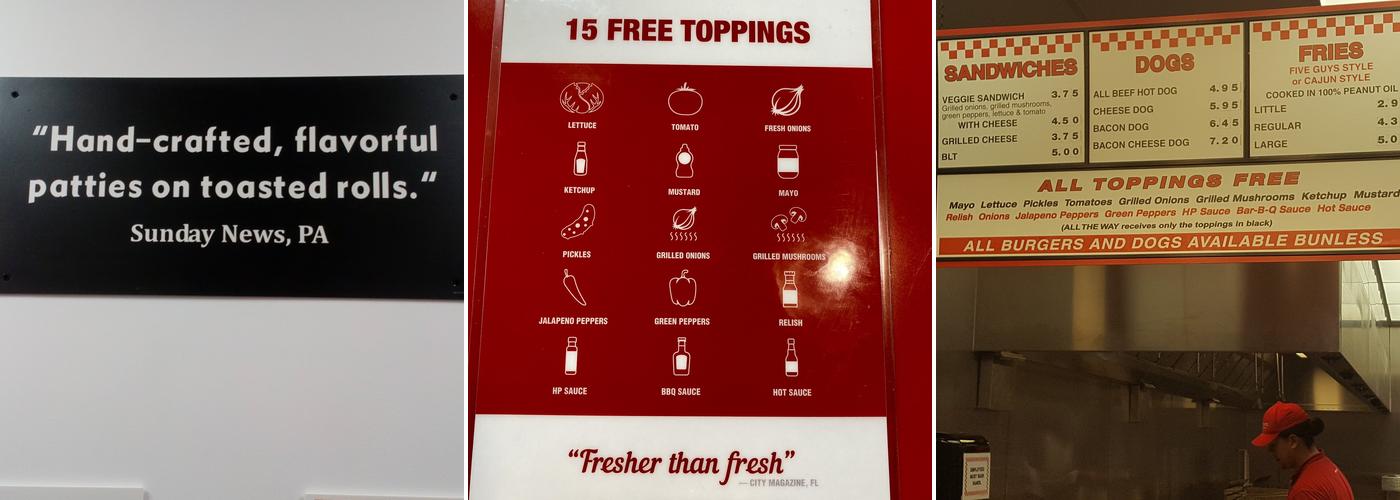 “Hand-crafted, flavorful
patties on toasted rolls.“
Sunday News, PA
15 FREE TOPPINGS
LETTUCE
TOMATO
FRESH ONIONS
KETCHUP
MUSTARD
MAYO
PICKLES
GRILLED ONIONS
GRILLED MUSHROOMS
JALAPENO PEPPERS
GREEN PEPPERS
RELISH
HP SAUCE
BBQ SAUCE
HOT SAUCE
“Fresher than fresh”
— CITY MAGAZINE, FL
SANDWICHES
VEGGIE SANDWICH 3.75
Grilled onions, grilled mushrooms,
green peppers, lettuce & tomato
WITH CHEESE 4.50
GRILLED CHEESE 3.75
BLT 5.00
DOGS
ALL BEEF HOT DOG 4.95
CHEESE DOG 5.95
BACON DOG 6.45
BACON CHEESE DOG 7.20
FRIES
FIVE GUYS STYLE
or CAJUN STYLE
COOKED IN 100% PEANUT OIL
LITTLE 2.9
REGULAR 4.3
LARGE 5.0
ALL TOPPINGS FREE
Mayo Lettuce Pickles Tomatoes Grilled Onions Grilled Mushrooms Ketchup Mustard
Relish Onions Jalapeno Peppers Green Peppers HP Sauce Bar-B-Q Sauce Hot Sauce
(ALL THE WAY receives only the toppings in black)
ALL BURGERS AND DOGS AVAILABLE BUNLESS